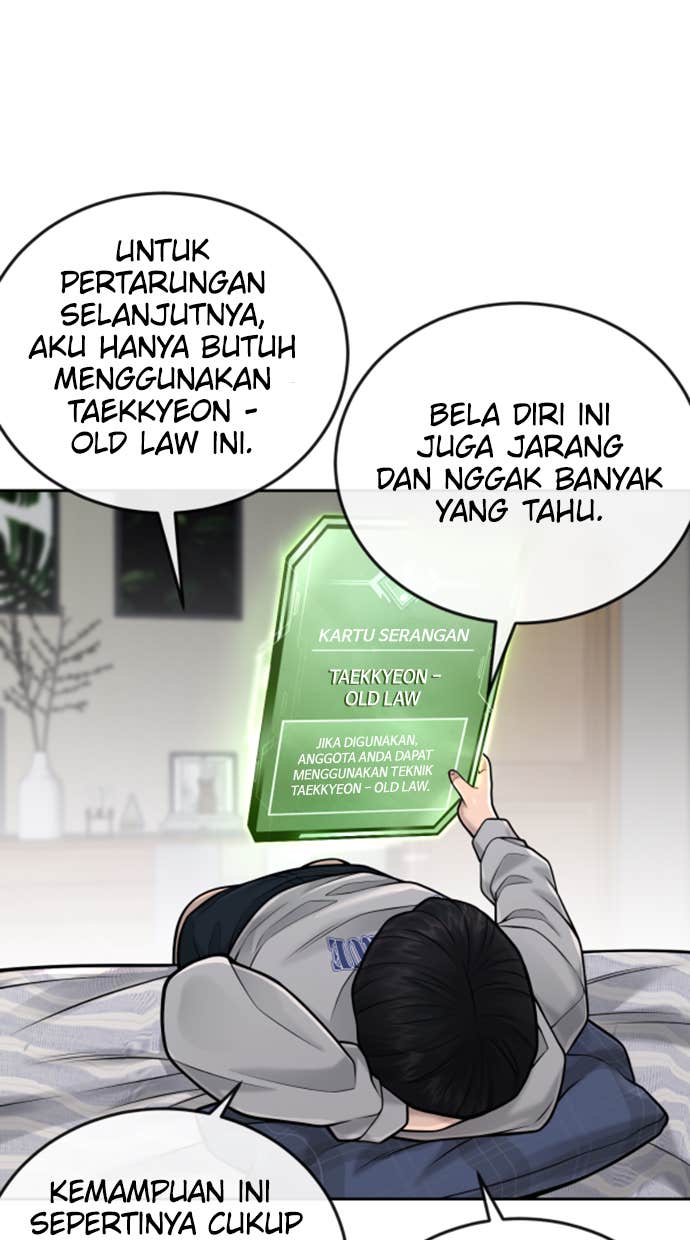 UNTUK
PERTARUNGAN
SELANJUTNYA,
AKU HANYA BUTUH
MENGGUNAKAN
TAEKKYEON -
OLD LAW INI.
BELA DIRI INI
JUGA JARANG
DAN NGGAK BANYAK
YANG TAHU.
KARTU SERANGAN
TAEKKYEON –
OLD LAW
JIKA DIGUNAKAN,
ANGGOTA ANDA DAPAT
MENGGUNAKAN TEKNIK
TAEKKYEON – OLD LAW.
KEMAMPUAN INI
SEPERTINYA CUKUP